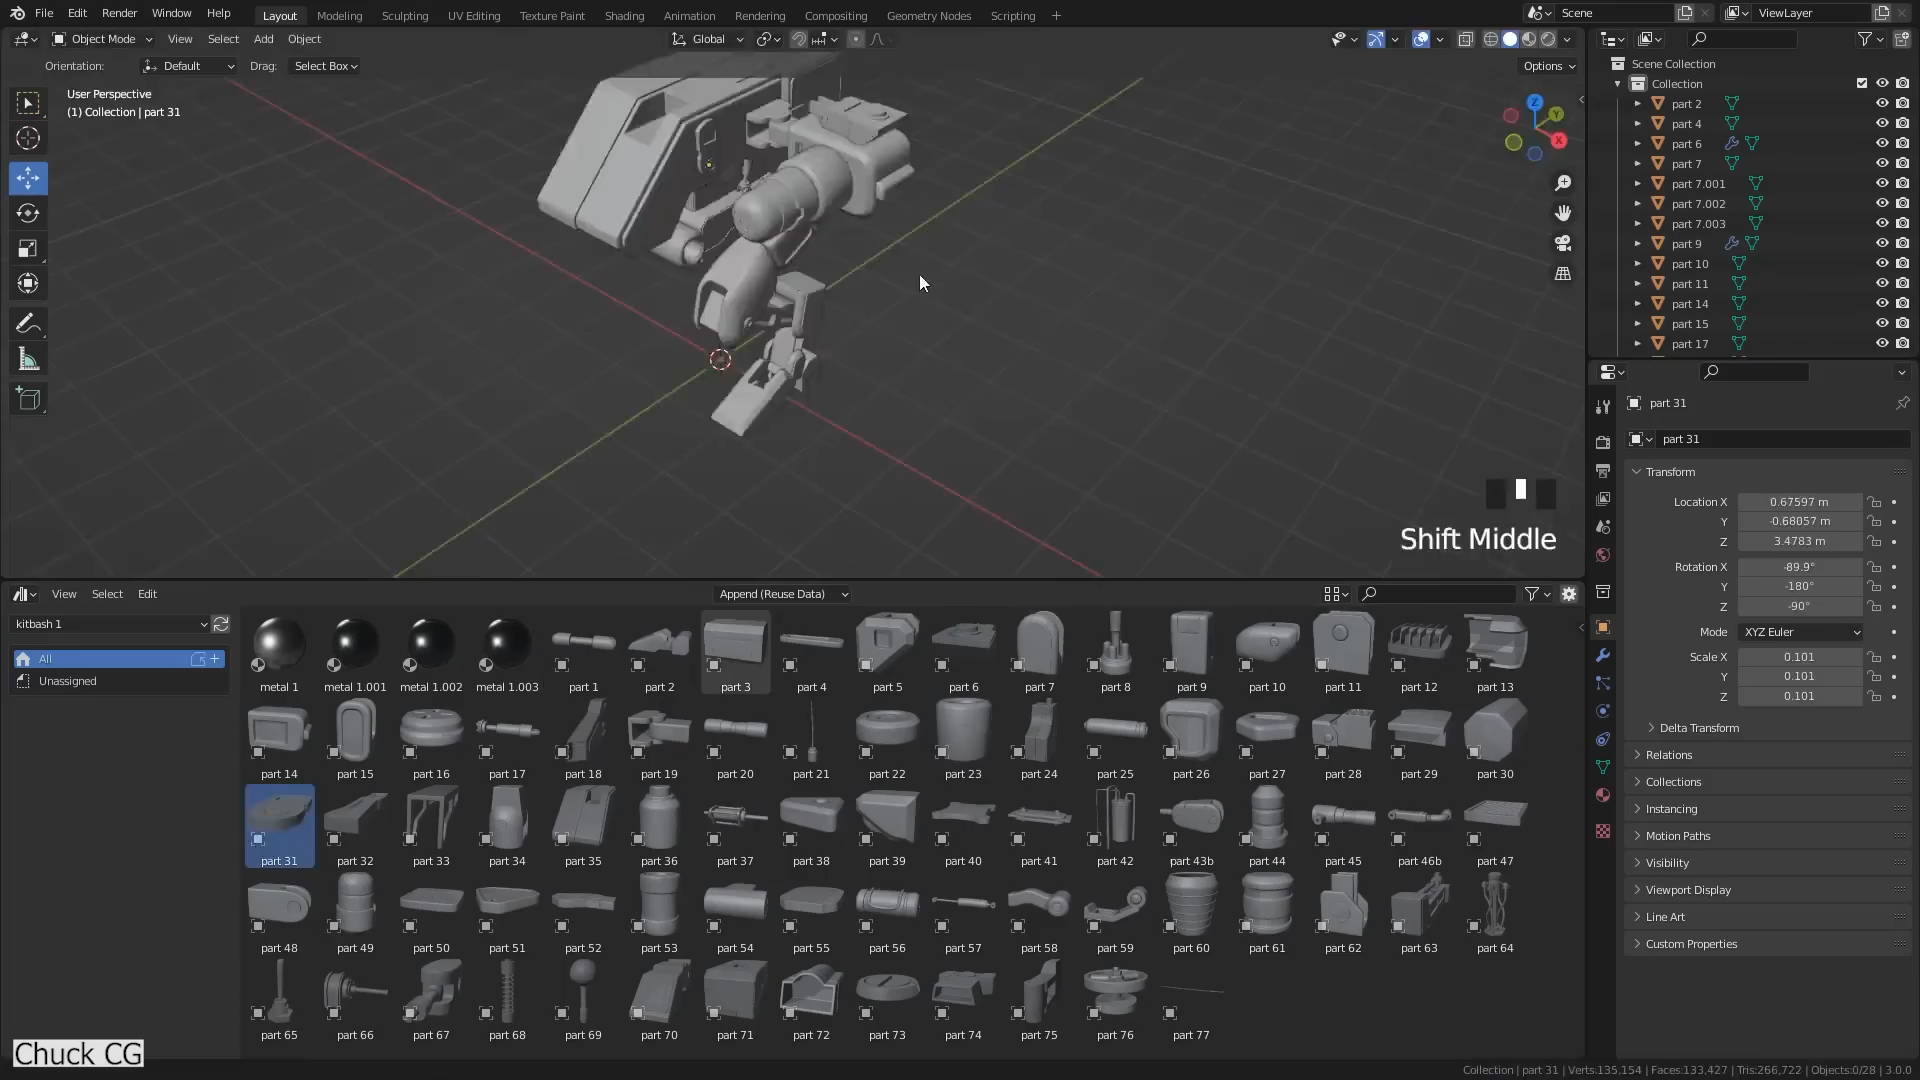 File Edit Render Window Help Layout Modeling Sculpting UV Editing Texture Paint Shading Animation Rendering Compositing Geometry Nodes Scripting + Scene ViewLayer
Object Mode View Select Add Object Global
Orientation: Default Drag: Select Box Options
User Perspective
(1) Collection | part 31
Z
Y
X
Shift Middle
Scene Collection
Collection
part 2
part 4
part 6
part 7
part 7.001
part 7.002
part 7.003
part 9
part 10
part 11
part 14
part 15
part 17
part 31
part 31
Transform
Location X 0.67597 m
Y -0.68057 m
Z 3.4783 m
Rotation X -89.9°
Y -180°
Z -90°
Mode XYZ Euler
Scale X 0.101
Y 0.101
Z 0.101
Delta Transform
Relations
Collections
Instancing
Motion Paths
Visibility
Viewport Display
Line Art
Custom Properties
View Select Edit Append (Reuse Data)
kitbash 1
All
Unassigned
metal 1 metal 1.001 metal 1.002 metal 1.003 part 1 part 2 part 3 part 4 part 5 part 6 part 7 part 8 part 9 part 10 part 11 part 12 part 13
part 14 part 15 part 16 part 17 part 18 part 19 part 20 part 21 part 22 part 23 part 24 part 25 part 26 part 27 part 28 part 29 part 30
part 31 part 32 part 33 part 34 part 35 part 36 part 37 part 38 part 39 part 40 part 41 part 42 part 43b part 44 part 45 part 46b part 47
part 48 part 49 part 50 part 51 part 52 part 53 part 54 part 55 part 56 part 57 part 58 part 59 part 60 part 61 part 62 part 63 part 64
part 65 part 66 part 67 part 68 part 69 part 70 part 71 part 72 part 73 part 74 part 75 part 76 part 77
Chuck CG
Collection | part 31 | Verts:135,154 | Faces:133,427 | Tris:266,722 | Objects:0/28 | 3.0.0